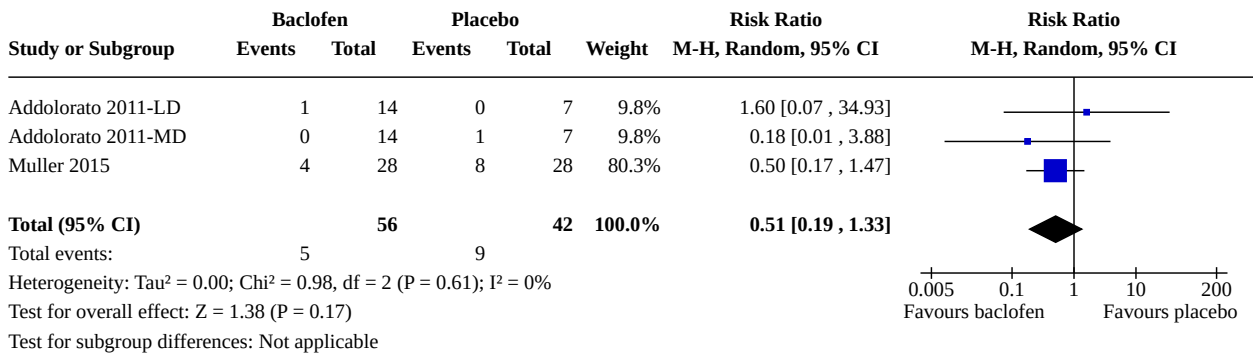 Baclofen Placebo Risk Ratio Risk Ratio
Study or Subgroup Events Total Events Total Weight M-H, Random, 95% CI M-H, Random, 95% CI
Addolorato 2011-LD 1 14 0 7 9.8% 1.60 [0.07 , 34.93]
Addolorato 2011-MD 0 14 1 7 9.8% 0.18 [0.01 , 3.88]
Muller 2015 4 28 8 28 80.3% 0.50 [0.17 , 1.47]
Total (95% CI) 56 42 100.0% 0.51 [0.19 , 1.33]
Total events: 5 9
Heterogeneity: Tau² = 0.00; Chi² = 0.98, df = 2 (P = 0.61); I² = 0%
Test for overall effect: Z = 1.38 (P = 0.17)
Test for subgroup differences: Not applicable
0.005 0.1 1 10 200
Favours baclofen Favours placebo